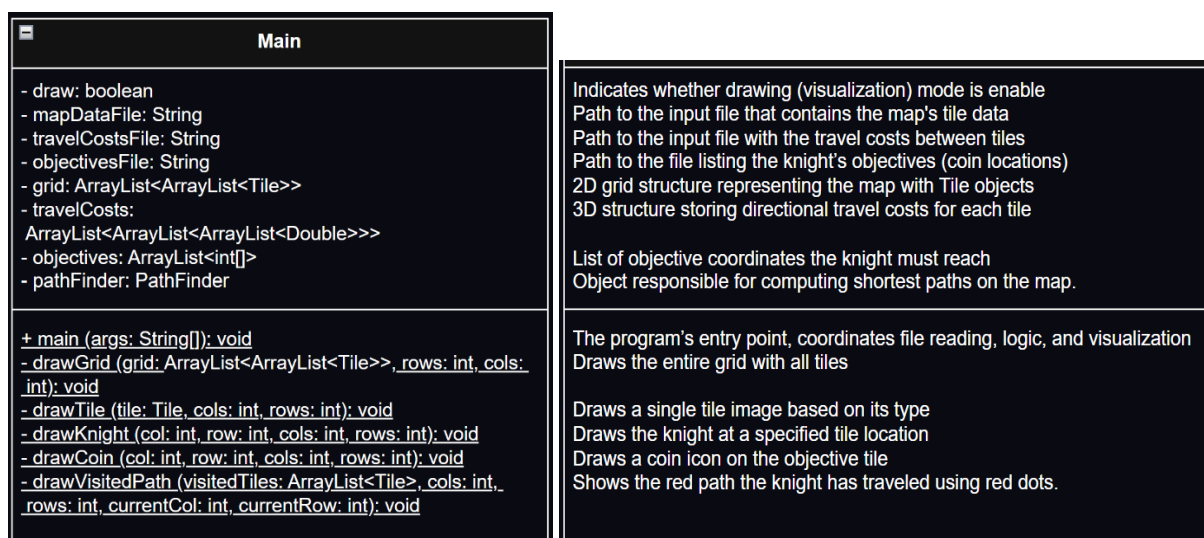 Main
- draw: boolean
- mapDataFile: String
- travelCostsFile: String
- objectivesFile: String
- grid: ArrayList<ArrayList<Tile>>
- travelCosts:
ArrayList<ArrayList<ArrayList<Double>>>
- objectives: ArrayList<int[]>
- pathFinder: PathFinder
+ main (args: String[]): void
- drawGrid (grid: ArrayList<ArrayList<Tile>>, rows: int, cols:
int): void
- drawTile (tile: Tile, cols: int, rows: int): void
- drawKnight (col: int, row: int, cols: int, rows: int): void
- drawCoin (col: int, row: int, cols: int, rows: int): void
- drawVisitedPath (visitedTiles: ArrayList<Tile>, cols: int,
rows: int, currentCol: int, currentRow: int): void
Indicates whether drawing (visualization) mode is enable
Path to the input file that contains the map's tile data
Path to the input file with the travel costs between tiles
Path to the file listing the knight’s objectives (coin locations)
2D grid structure representing the map with Tile objects
3D structure storing directional travel costs for each tile
List of objective coordinates the knight must reach
Object responsible for computing shortest paths on the map.
The program’s entry point, coordinates file reading, logic, and visualization
Draws the entire grid with all tiles
Draws a single tile image based on its type
Draws the knight at a specified tile location
Draws a coin icon on the objective tile
Shows the red path the knight has traveled using red dots.